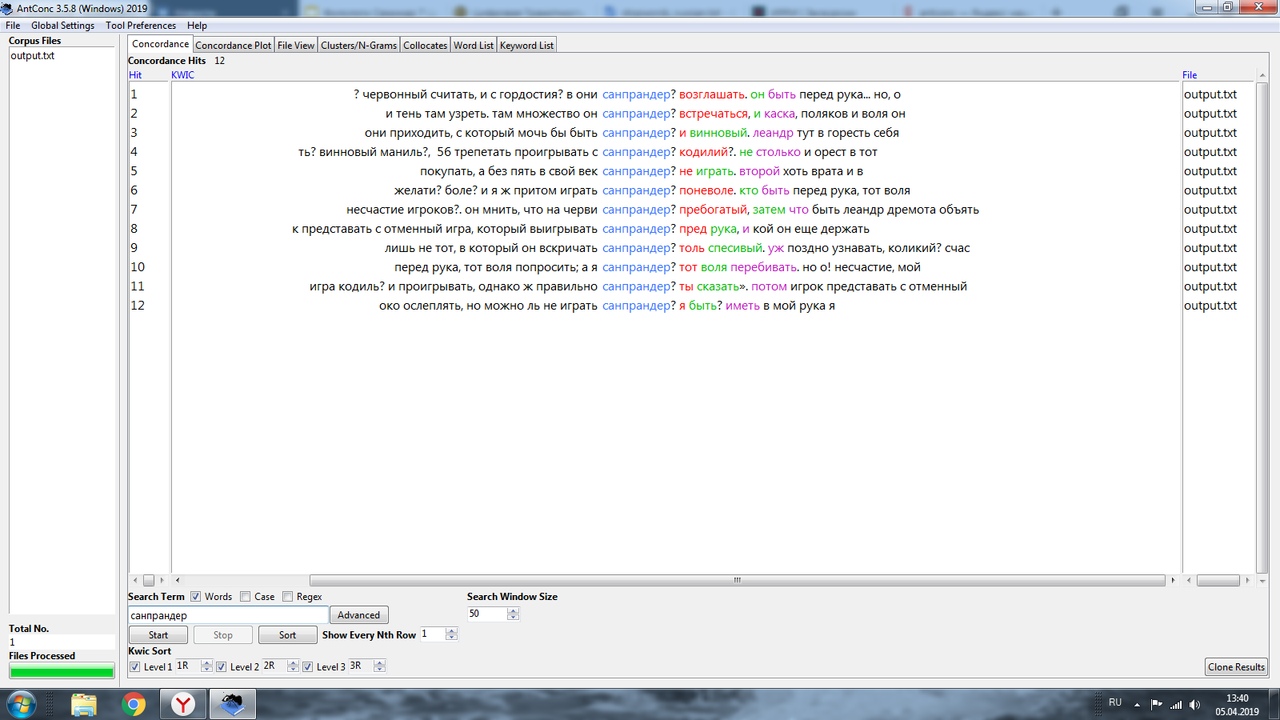 AntConc 3.5.8 (Windows) 2019
File Global Settings Tool Preferences Help
Corpus Files
output.txt
Concordance Concordance Plot File View Clusters/N-Grams Collocates Word List Keyword List
Concordance Hits 12
Hit KWIC File
1 ? червонный считать, и с гордостия? в они санпрандер? возглашать. он быть перед рука... но, о output.txt
2 и тень там узреть. там множество он санпрандер? встречаться, и каска, поляков и воля он output.txt
3 они приходить, с который мочь бы быть санпрандер? и винновый. леандр тут в горесть себя output.txt
4 ть? винновый маниль?, 56 трепетать проигрывать с санпрандер? кодилий?. не столько и орест в тот output.txt
5 покупать, а без пять в свой век санпрандер? не играть. второй хоть врата и в output.txt
6 желати? боле? и я ж притом играть санпрандер? поневоле. кто быть перед рука, тот воля output.txt
7 несчастие игроков?. он мнить, что на черви санпрандер? пребогатый, затем что быть леандр дремота объять output.txt
8 к представать с отменный игра, который выигрывать санпрандер? пред рука, и кой он еще держать output.txt
9 лишь не тот, в который он вскричать санпрандер? толь спесивый. уж поздно узнавать, коликий? счас output.txt
10 перед рука, тот воля попросить; а я санпрандер? тот воля перебивать. но о! несчастие, мой output.txt
11 игра кодиль? и проигрывать, однако ж правильно санпрандер? ты сказать». потом игрок представать с отменный output.txt
12 око ослеплять, но можно ль не играть санпрандер? я быть? иметь в мой рука я output.txt
Search Term Words Case Regex Search Window Size
санпрандер Advanced 50
Start Stop Sort Show Every Nth Row 1
Kwic Sort
Level 1 1R Level 2 2R Level 3 3R
Clone Results
Total No.
1
Files Processed
RU 13:40
05.04.2019